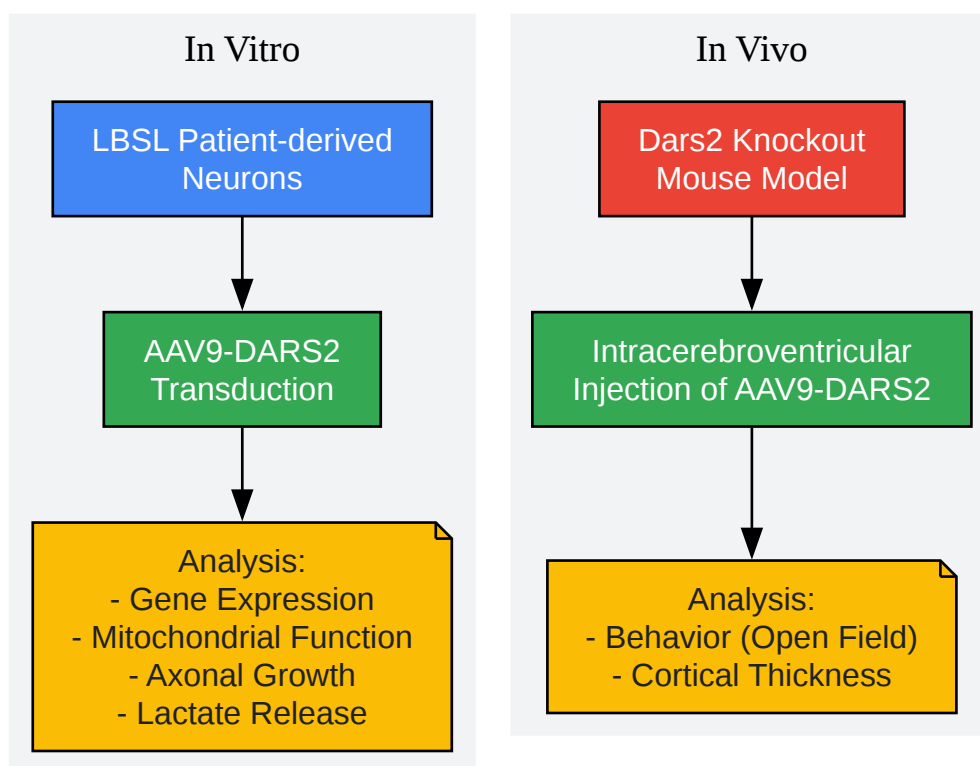 In Vitro
LBSL Patient-derived
Neurons
AAV9-DARS2
Transduction
Analysis:
- Gene Expression
- Mitochondrial Function
- Axonal Growth
- Lactate Release
In Vivo
Dars2 Knockout
Mouse Model
Intracerebroventricular
Injection of AAV9-DARS2
Analysis:
- Behavior (Open Field)
- Cortical Thickness